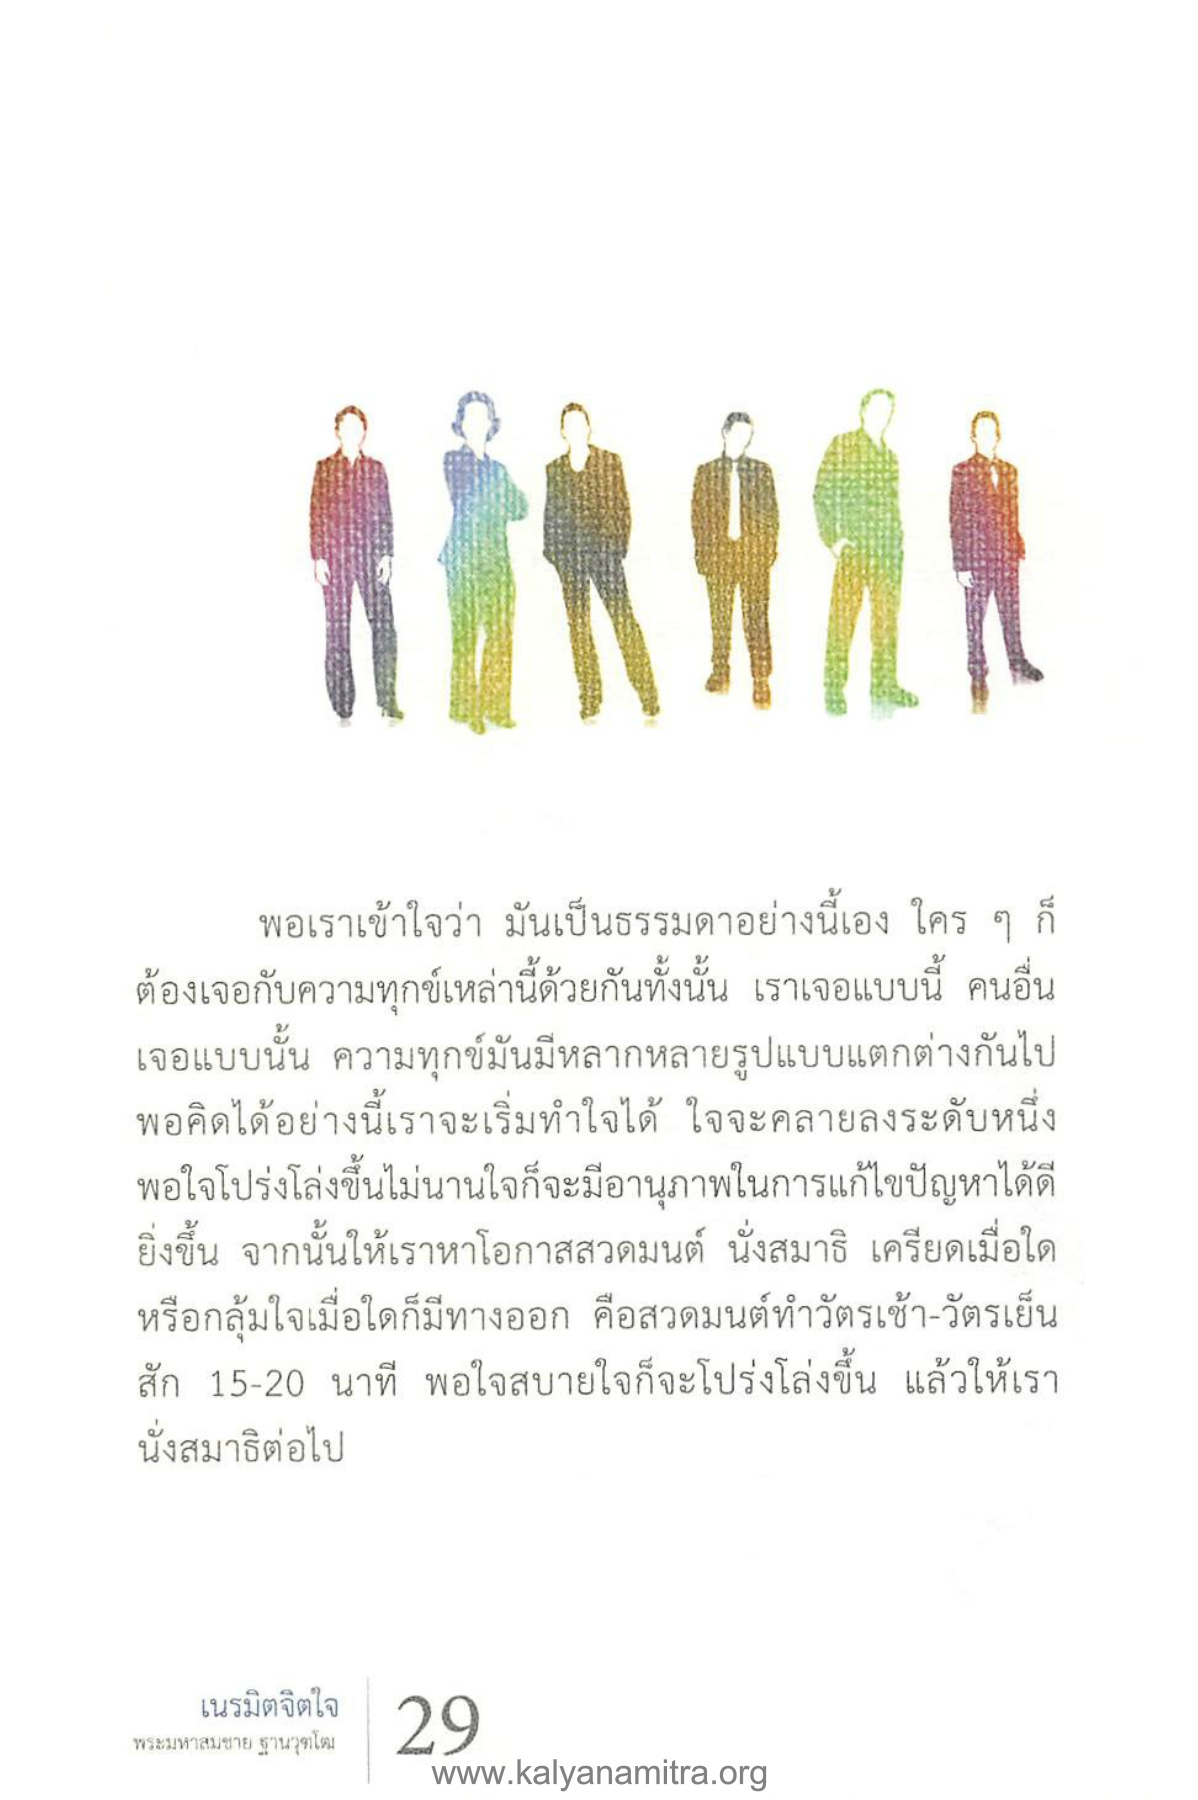 พอเราเข้าใจว่า มันเป็นธรรมดาอย่างนี้เอง ใคร ๆ ก็
ต้องเจอกับความทุกข์เหล่านี้ด้วยกันทั้งนั้น เราเจอแบบนี้ คนอื่น
เจอแบบนั้น ความทุกข์มันมีหลากหลายรูปแบบแตกต่างกันไป
พอคิดได้อย่างนี้เราจะเริ่มทำใจได้ ใจจะคลายลงระดับหนึ่ง
พอใจโปร่งโล่งขึ้นไม่นานใจก็จะมีอานุภาพในการแก้ไขปัญหาได้ดี
ยิ่งขึ้น จากนั้นให้เราหาโอกาสสวดมนต์ นั่งสมาธิ เครียดเมื่อใด
หรือกลุ้มใจเมื่อใดก็มีทางออก คือสวดมนต์ทำวัตรเช้า-วัตรเย็น
สัก 15-20 นาที พอใจสบายใจก็จะโปร่งโล่งขึ้น แล้วให้เรา
นั่งสมาธิต่อไป
เนรมิตจิตใจ
พระมหาสมชาย ฐานวุฑฺโฒ
29
www.kalyanamitra.org